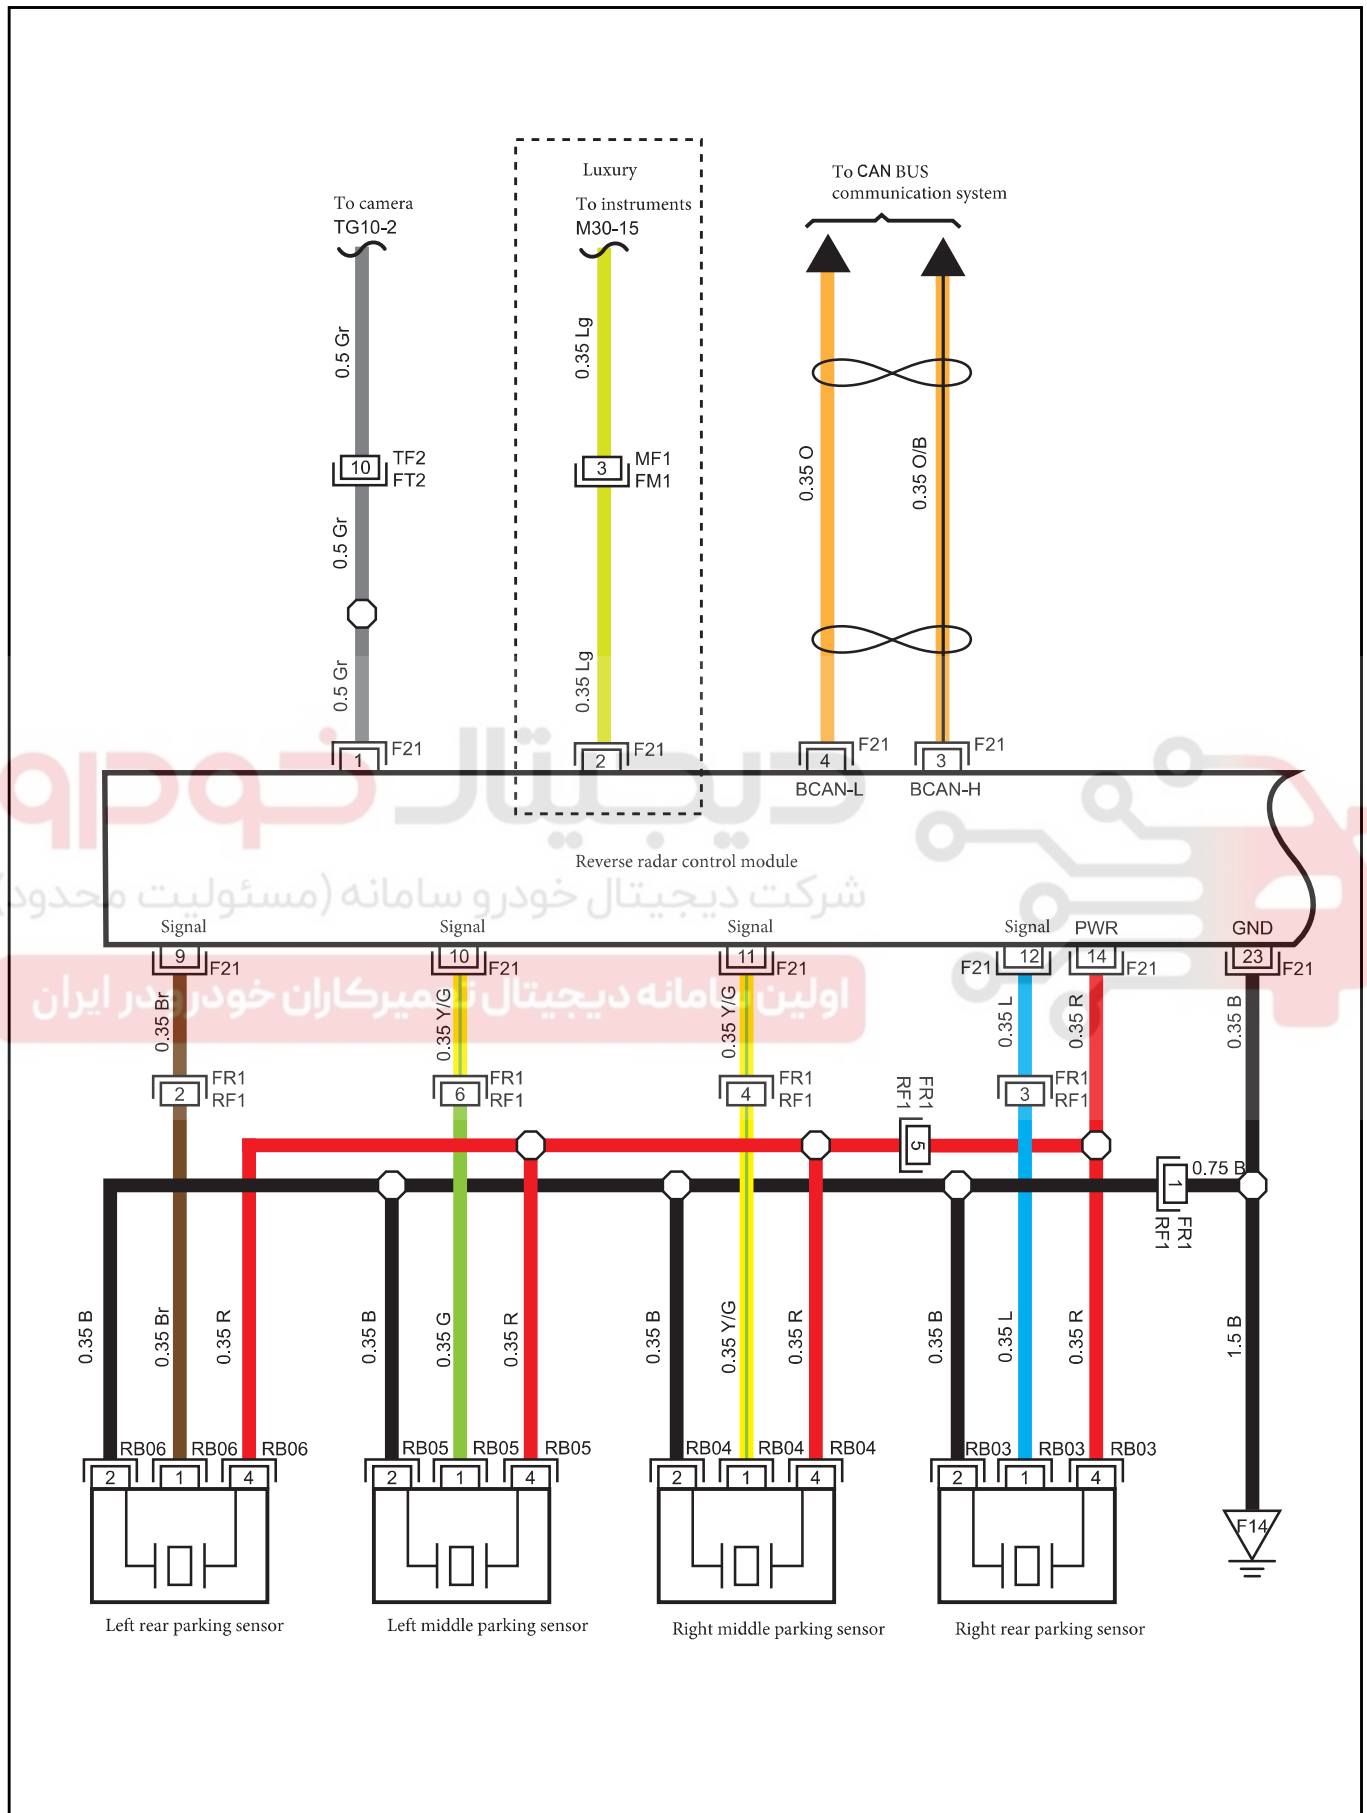 Luxury
To camera
TG10-2
To instruments
M30-15
To CAN BUS
communication system
0.5 Gr
0.35 Lg
10
TF2
FT2
3
MF1
FM1
0.35 O
0.35 O/B
0.5 Gr
0.5 Gr
0.35 Lg
1
F21
2
F21
4
F21
3
F21
BCAN-L
BCAN-H
دیجیتال خودرو
Reverse radar control module
شرکت دیجیتال خودرو سامانه (مسئولیت محدود)
Signal
Signal
Signal
Signal
PWR
GND
9
F21
10
F21
11
F21
F21
12
14
F21
23
F21
اولین سامانه دیجیتال تعمیرکاران خودرو در ایران
0.35 Br
0.35 Y/G
0.35 Y/G
0.35 L
0.35 R
0.35 B
2
FR1
RF1
6
FR1
RF1
4
FR1
RF1
3
FR1
RF1
5
FR1
RF1
0.75 B
1
FR1
RF1
0.35 B
0.35 Br
0.35 R
0.35 B
0.35 G
0.35 R
0.35 B
0.35 Y/G
0.35 R
0.35 B
0.35 L
0.35 R
1.5 B
RB06
RB06
RB06
RB05
RB05
RB05
RB04
RB04
RB04
RB03
RB03
RB03
2
1
4
2
1
4
2
1
4
2
1
4
F14
Left rear parking sensor
Left middle parking sensor
Right middle parking sensor
Right rear parking sensor